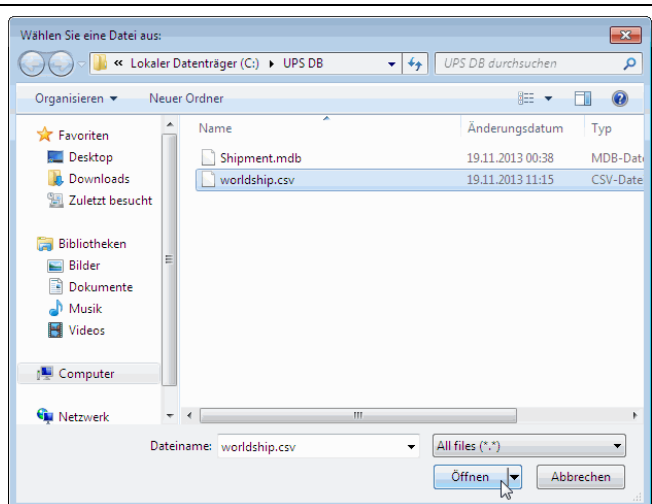 Wählen Sie eine Datei aus:
« Lokaler Datenträger (C:) UPS DB
UPS DB durchsuchen
Organisieren Neuer Ordner
Favoriten
Desktop
Downloads
Zuletzt besucht
Bibliotheken
Bilder
Dokumente
Musik
Videos
Computer
Netzwerk
Name Änderungsdatum Typ
Shipment.mdb 19.11.2013 00:38 MDB-Date
worldship.csv 19.11.2013 11:15 CSV-Date
Dateiname: worldship.csv All files (*.*)
Öffnen Abbrechen